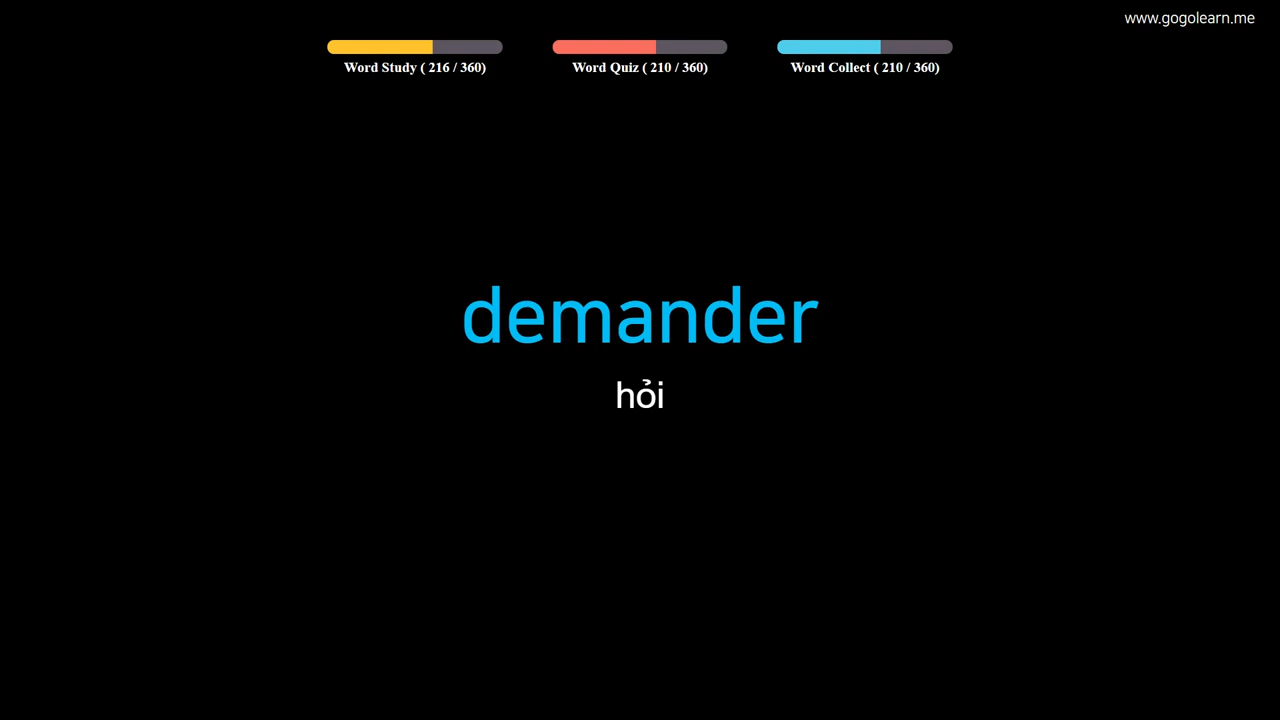 www.gogolearn.me
Word Study ( 216 / 360)
Word Quiz ( 210 / 360)
Word Collect ( 210 / 360)
demander
hỏi